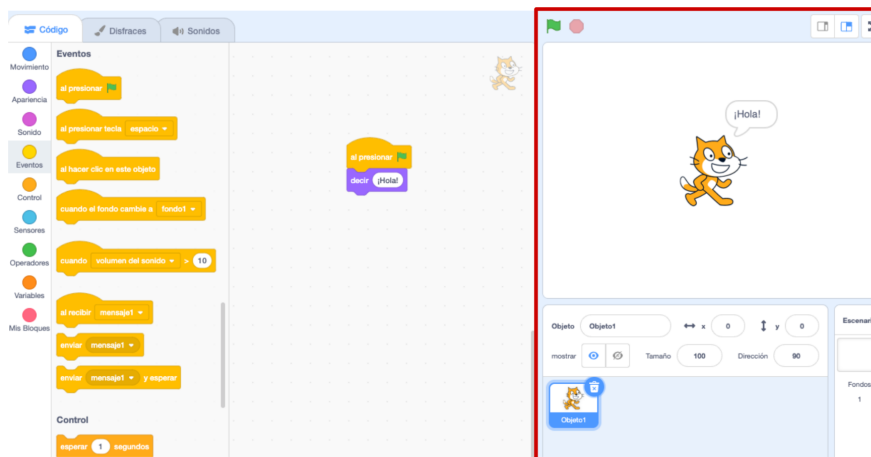 Código
Disfraces
Sonidos
Movimiento
Apariencia
Sonido
Eventos
Control
Sensores
Operadores
Variables
Mis Bloques
Eventos
al presionar
al presionar tecla espacio
al hacer clic en este objeto
cuando el fondo cambie a fondo1
cuando volumen del sonido > 10
al recibir mensaje1
enviar mensaje1
enviar mensaje1 y esperar
Control
esperar 1 segundos
al presionar
decir ¡Hola!
¡Hola!
Objeto Objeto1 x 0 y 0
mostrar Tamaño 100 Dirección 90
Objeto1
Escenari
Fondos
1